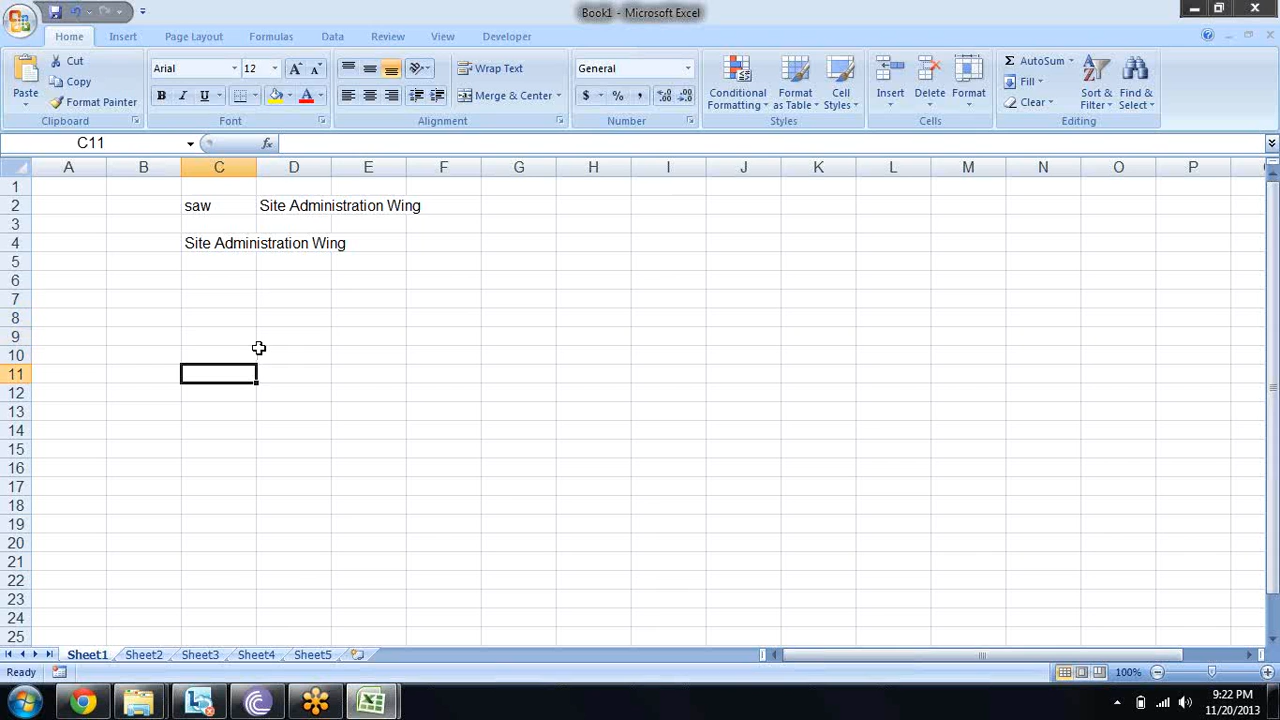 Book1 - Microsoft Excel
Home Insert Page Layout Formulas Data Review View Developer
Paste Cut Copy Format Painter
Arial 12
Wrap Text Merge & Center
General
$ % ,
Conditional Formatting Format as Table Cell Styles
Insert Delete Format
Σ AutoSum Fill Clear Sort & Filter Find & Select
Clipboard Font Alignment Number Styles Cells Editing
C11 fx
A B C D E F G H I J K L M N O P
1
2 saw Site Administration Wing
3
4 Site Administration Wing
5
6
7
8
9
10
11
12
13
14
15
16
17
18
19
20
21
22
23
24
25
Sheet1 Sheet2 Sheet3 Sheet4 Sheet5
Ready 100%
9:22 PM
11/20/2013